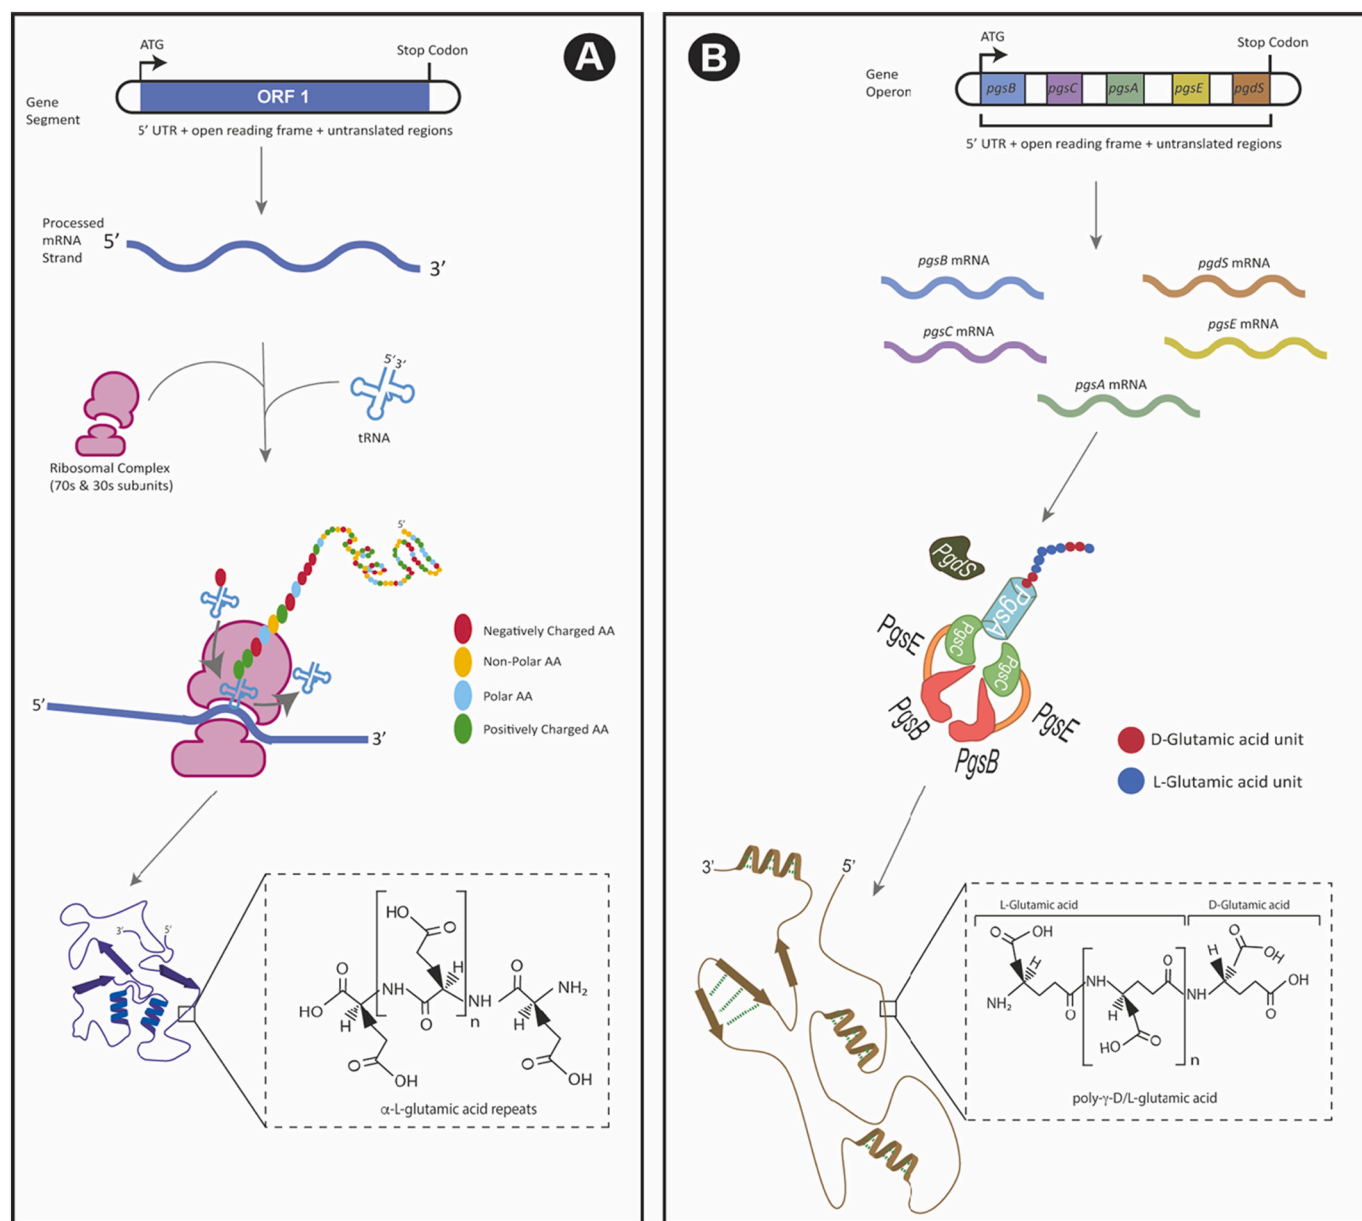 A
ATG
Stop Codon
Gene
Segment
ORF 1
5’ UTR + open reading frame + untranslated regions
Processed
mRNA
Strand
5’
3’
5’
3’
tRNA
Ribosomal Complex
(70s & 30s subunits)
5’
Negatively Charged AA
Non-Polar AA
Polar AA
Positively Charged AA
5’
3’
3’
5’
HO
O
H
O
O
NH
NH
NH₂
HO
H
O
n
H
O
OH
O
OH
α-L-glutamic acid repeats
B
ATG
Stop Codon
Gene
Operon
pgsB
pgsC
pgsA
pgsE
pgdS
5’ UTR + open reading frame + untranslated regions
pgsB mRNA
pgdS mRNA
pgsC mRNA
pgsE mRNA
pgsA mRNA
PgdS
PgsA
PgsE
PgsC
PgsC
PgsB
PgsE
PgsB
D-Glutamic acid unit
L-Glutamic acid unit
3’
5’
L-Glutamic acid
D-Glutamic acid
O
OH
O
H
OH
H
O
NH
OH
NH₂
O
H
NH
O
HO
O
n
poly-γ-D/L-glutamic acid